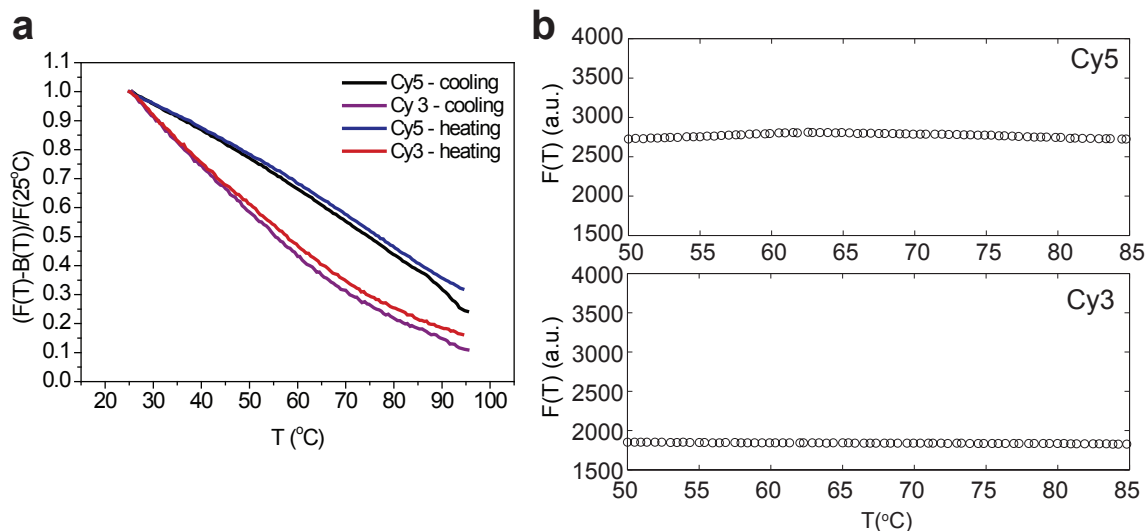 a
(F(T)-B(T))/F(25°C)
1.0
0.9
0.8
0.7
0.6
0.5
0.4
0.3
0.2
0.1
0.0
Cy5 - cooling
Cy 3 - cooling
Cy5 - heating
Cy3 - heating
20 30 40 50 60 70 80 90 100
T (°C)
b
Cy5
F(T) (a.u.)
4000
3500
3000
2500
2000
1500
50 55 60 65 70 75 80 85
Cy3
F(T) (a.u.)
4000
3500
3000
2500
2000
1500
50 55 60 65 70 75 80 85
T(°C)